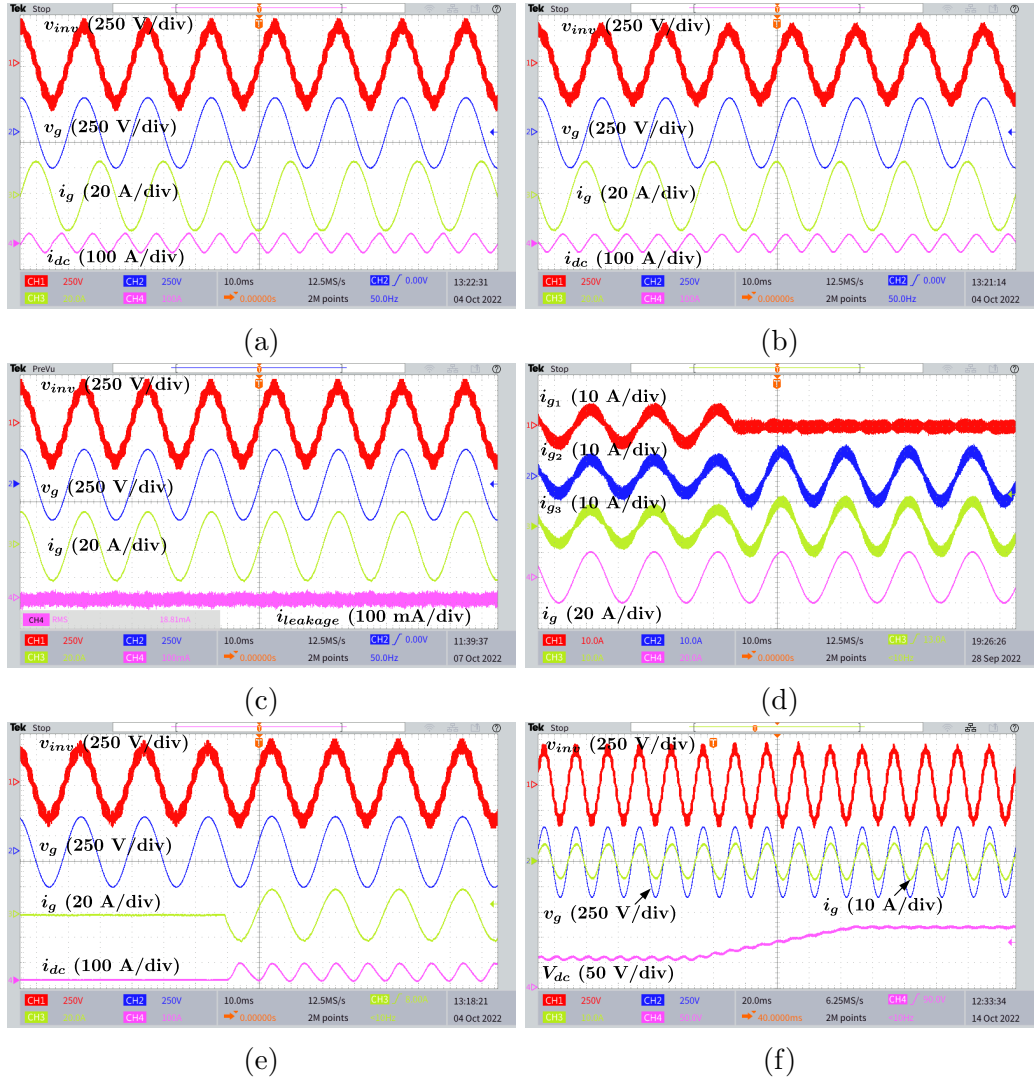 Tek Stop
v_inv (250 V/div)
v_g (250 V/div)
i_g (20 A/div)
i_dc (100 A/div)
CH1 250V CH2 250V 10.0ms 12.5MS/s CH2 0.00V 13:22:31
CH3 20.0A CH4 100A 0.00000s 2M points 50.0Hz 04 Oct 2022
(a)
Tek Stop
v_inv (250 V/div)
v_g (250 V/div)
i_g (20 A/div)
i_dc (100 A/div)
CH1 250V CH2 250V 10.0ms 12.5MS/s CH2 0.00V 13:21:14
CH3 20.0A CH4 100A 0.00000s 2M points 50.0Hz 04 Oct 2022
(b)
Tek PreVu
v_inv (250 V/div)
v_g (250 V/div)
i_g (20 A/div)
i_leakage (100 mA/div)
CH4 RMS 18.81mA
CH1 250V CH2 250V 10.0ms 12.5MS/s CH2 0.00V 11:39:37
CH3 20.0A CH4 100mA 0.00000s 2M points 50.0Hz 07 Oct 2022
(c)
Tek Stop
i_g1 (10 A/div)
i_g2 (10 A/div)
i_g3 (10 A/div)
i_g (20 A/div)
CH1 10.0A CH2 10.0A 10.0ms 12.5MS/s CH3 19:26:26
CH3 10.0A CH4 20.0A 0.00000s 2M points <10Hz 28 Sep 2022
(d)
Tek Stop
v_inv (250 V/div)
v_g (250 V/div)
i_g (20 A/div)
i_dc (100 A/div)
CH1 250V CH2 250V 10.0ms 12.5MS/s CH3 13:18:21
CH3 20.0A CH4 100A 0.00000s 2M points <10Hz 04 Oct 2022
(e)
Tek Stop
v_inv (250 V/div)
v_g (250 V/div)
i_g (10 A/div)
V_dc (50 V/div)
CH1 250V CH2 250V 20.0ms 6.25MS/s CH4 90.0V 12:33:34
CH3 10.0A CH4 50.0V 40.0000ms 2M points <10Hz 14 Oct 2022
(f)